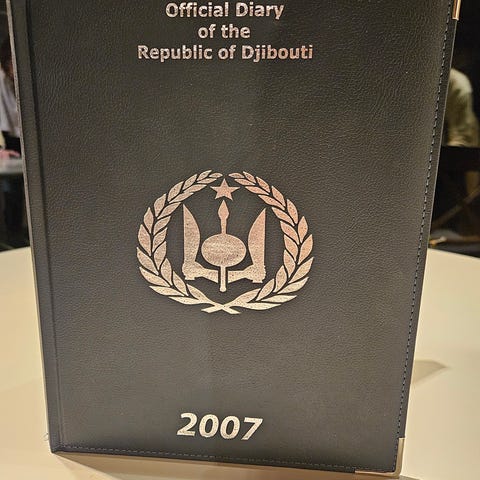 Official Diary
of the
Republic of Djibouti
2007